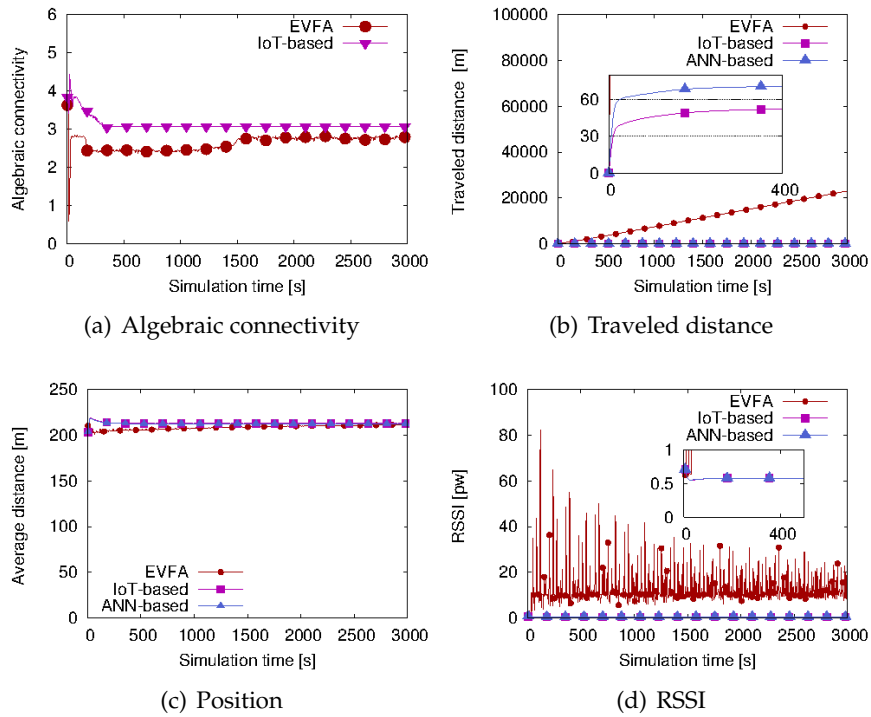 EVFA
IoT-based
6
5
4
3
2
1
0
Algebraic connectivity
0 500 1000 1500 2000 2500 3000
Simulation time [s]
(a) Algebraic connectivity
EVFA
IoT-based
ANN-based
100000
80000
60000
40000
20000
0
Traveled distance [m]
60
30
0
0 400
0 500 1000 1500 2000 2500 3000
Simulation time [s]
(b) Traveled distance
250
200
150
100
50
0
Average distance [m]
EVFA
IoT-based
ANN-based
0 500 1000 1500 2000 2500 3000
Simulation time [s]
(c) Position
EVFA
IoT-based
ANN-based
100
80
60
40
20
0
RSSI [pw]
1
0.5
0
0 400
0 500 1000 1500 2000 2500 3000
Simulation time [s]
(d) RSSI